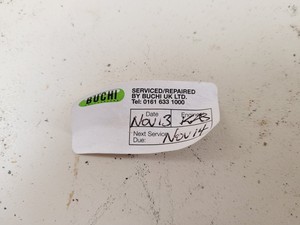 BUCHI
SERVICED/REPAIRED
BY BUCHI UK LTD.
Tel: 0161 633 1000
Date
Nov 13
Next Service
Due: Nov 14